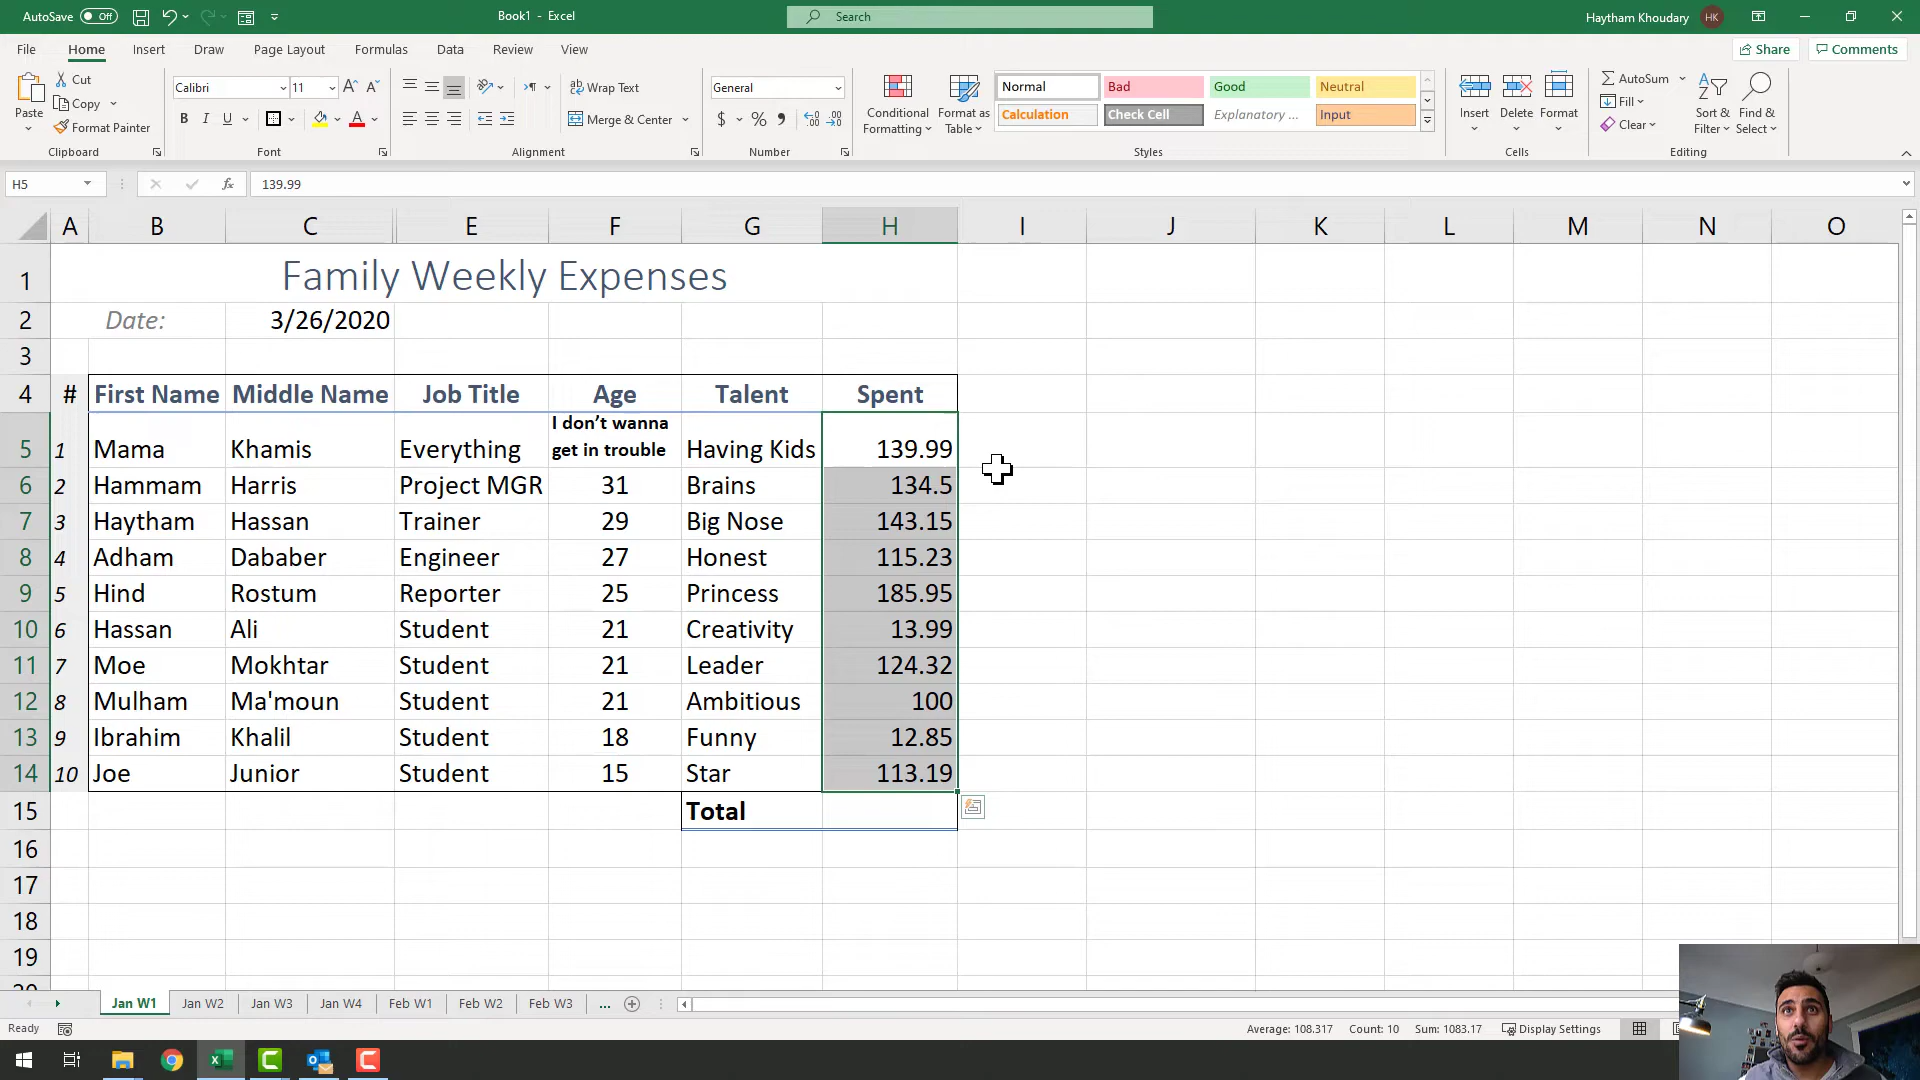 AutoSave Off Book1 - Excel Search Haytham Khoudary HK
File Home Insert Draw Page Layout Formulas Data Review View Share Comments
Paste Cut Copy Format Painter Clipboard
Calibri 11 A A B I U A Font
Wrap Text Merge & Center Alignment
General $ % Number
Conditional Formatting Format as Table
Normal Bad Good Neutral
Calculation Check Cell Explanatory ... Input
Styles
Insert Delete Format Cells
AutoSum Fill Clear Sort & Filter Find & Select Editing
H5 fx 139.99
A B C E F G H I J K L M N O
1 Family Weekly Expenses
2 Date: 3/26/2020
3
4 # First Name Middle Name Job Title Age Talent Spent
5 1 Mama Khamis Everything I don’t wanna get in trouble Having Kids 139.99
6 2 Hammam Harris Project MGR 31 Brains 134.5
7 3 Haytham Hassan Trainer 29 Big Nose 143.15
8 4 Adham Dababer Engineer 27 Honest 115.23
9 5 Hind Rostum Reporter 25 Princess 185.95
10 6 Hassan Ali Student 21 Creativity 13.99
11 7 Moe Mokhtar Student 21 Leader 124.32
12 8 Mulham Ma'moun Student 21 Ambitious 100
13 9 Ibrahim Khalil Student 18 Funny 12.85
14 10 Joe Junior Student 15 Star 113.19
15 Total
16
17
18
19
Jan W1 Jan W2 Jan W3 Jan W4 Feb W1 Feb W2 Feb W3 ...
Ready Average: 108.317 Count: 10 Sum: 1083.17 Display Settings